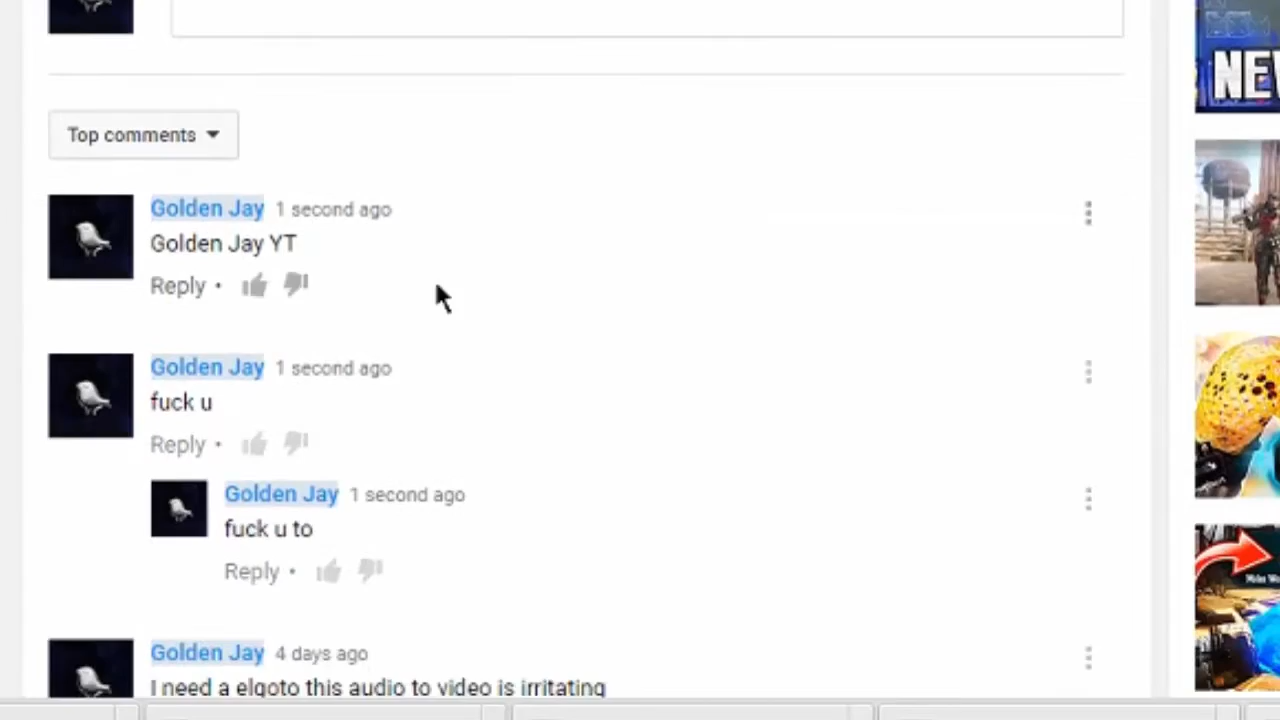 Top comments
Golden Jay 1 second ago
Golden Jay YT
Reply •
Golden Jay 1 second ago
fuck u
Reply •
Golden Jay 1 second ago
fuck u to
Reply •
Golden Jay 4 days ago
I need a elgoto this audio to video is irritating